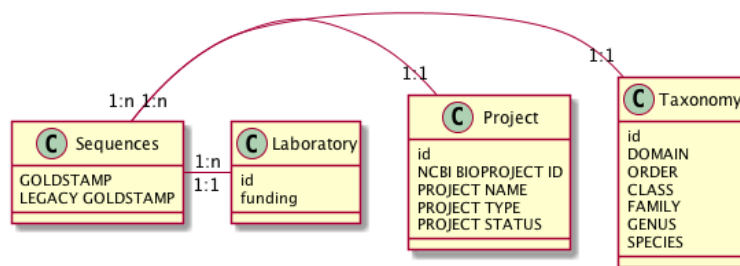 1:1
1:1
1:n 1:n
C Sequences
GOLDSTAMP
LEGACY GOLDSTAMP
1:n
1:1
C Laboratory
id
funding
C Project
id
NCBI BIOPROJECT ID
PROJECT NAME
PROJECT TYPE
PROJECT STATUS
C Taxonomy
id
DOMAIN
ORDER
CLASS
FAMILY
GENUS
SPECIES